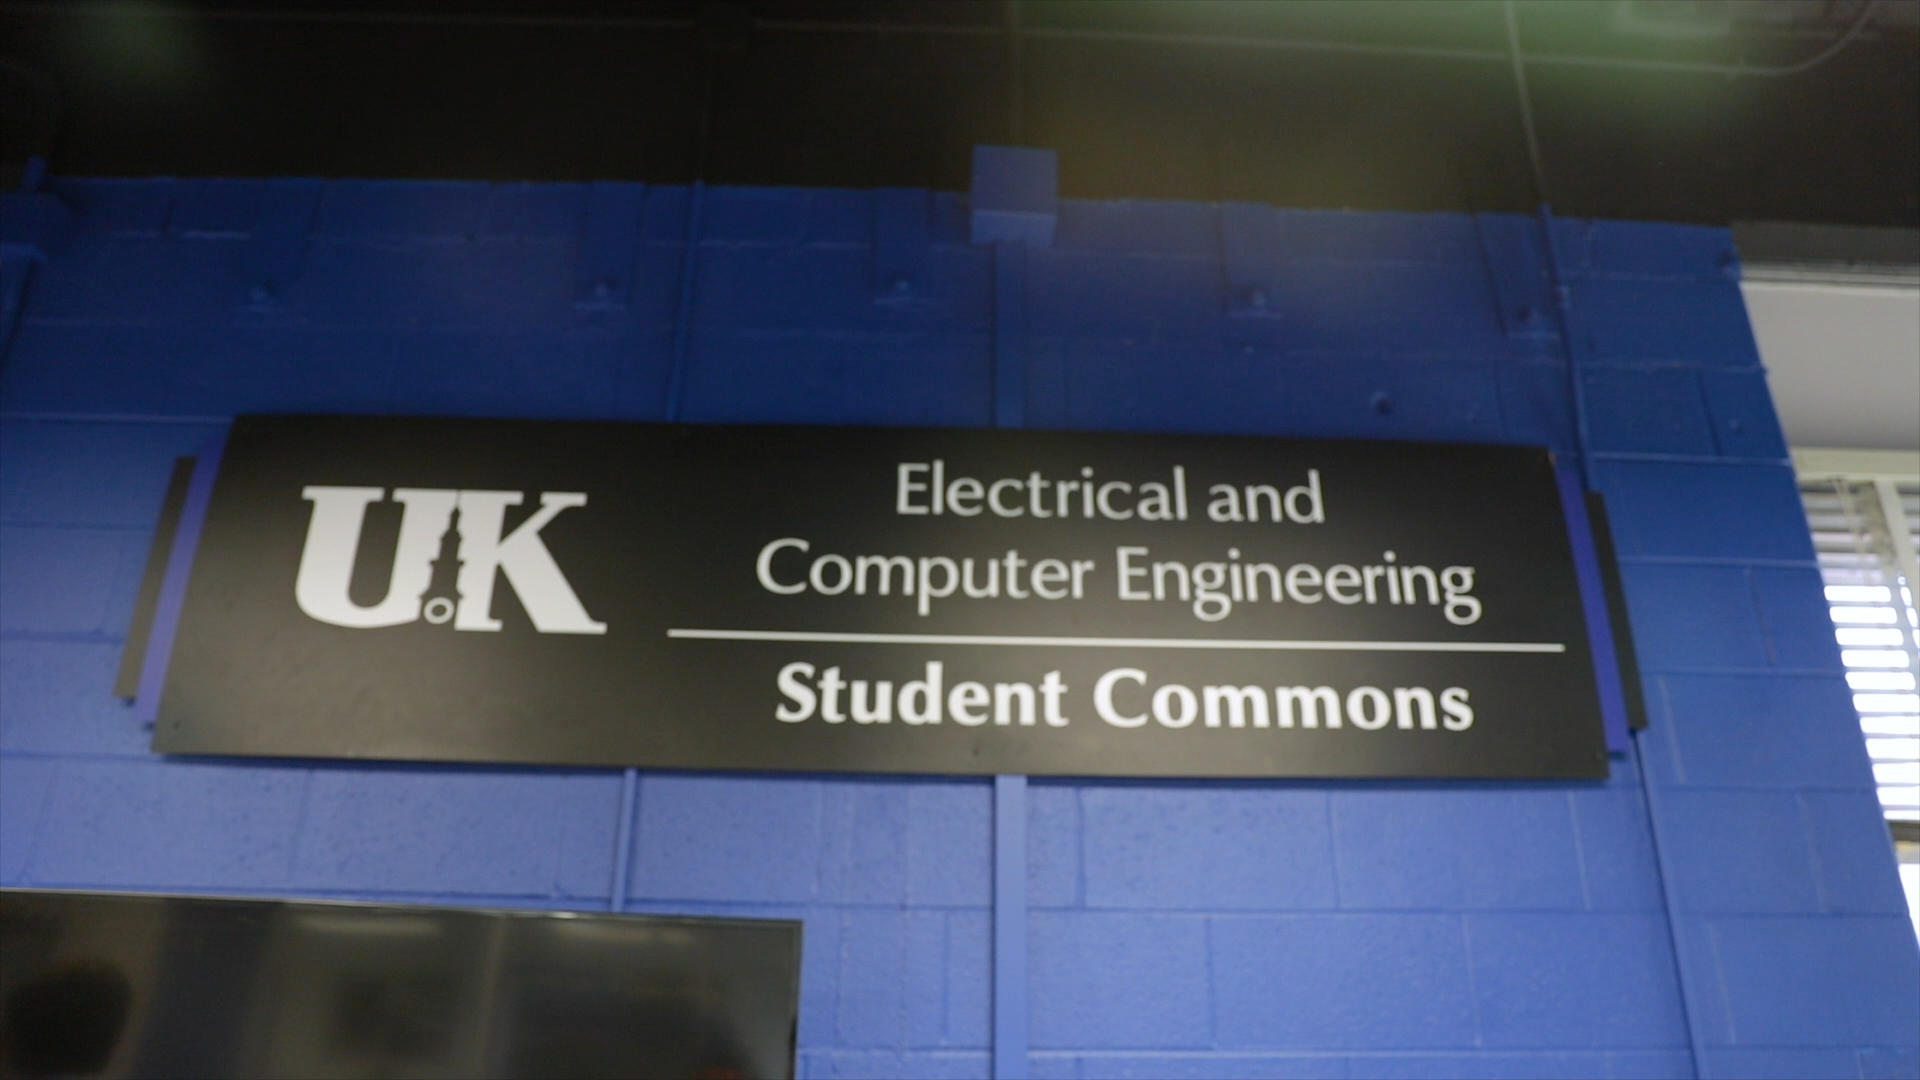 UK
Electrical and
Computer Engineering
Student Commons